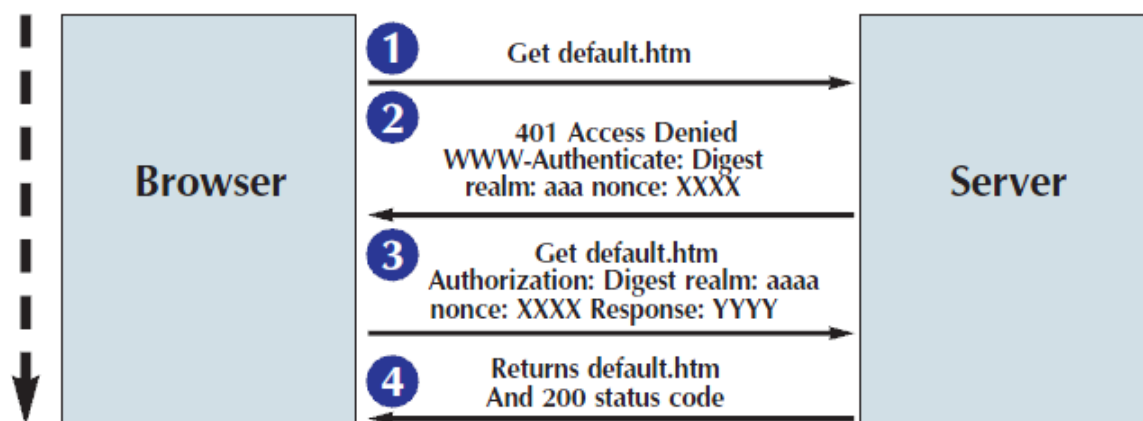 Browser
Server
1
Get default.htm
2
401 Access Denied
WWW-Authenticate: Digest
realm: aaa nonce: XXXX
3
Get default.htm
Authorization: Digest realm: aaaa
nonce: XXXX Response: YYYY
4
Returns default.htm
And 200 status code